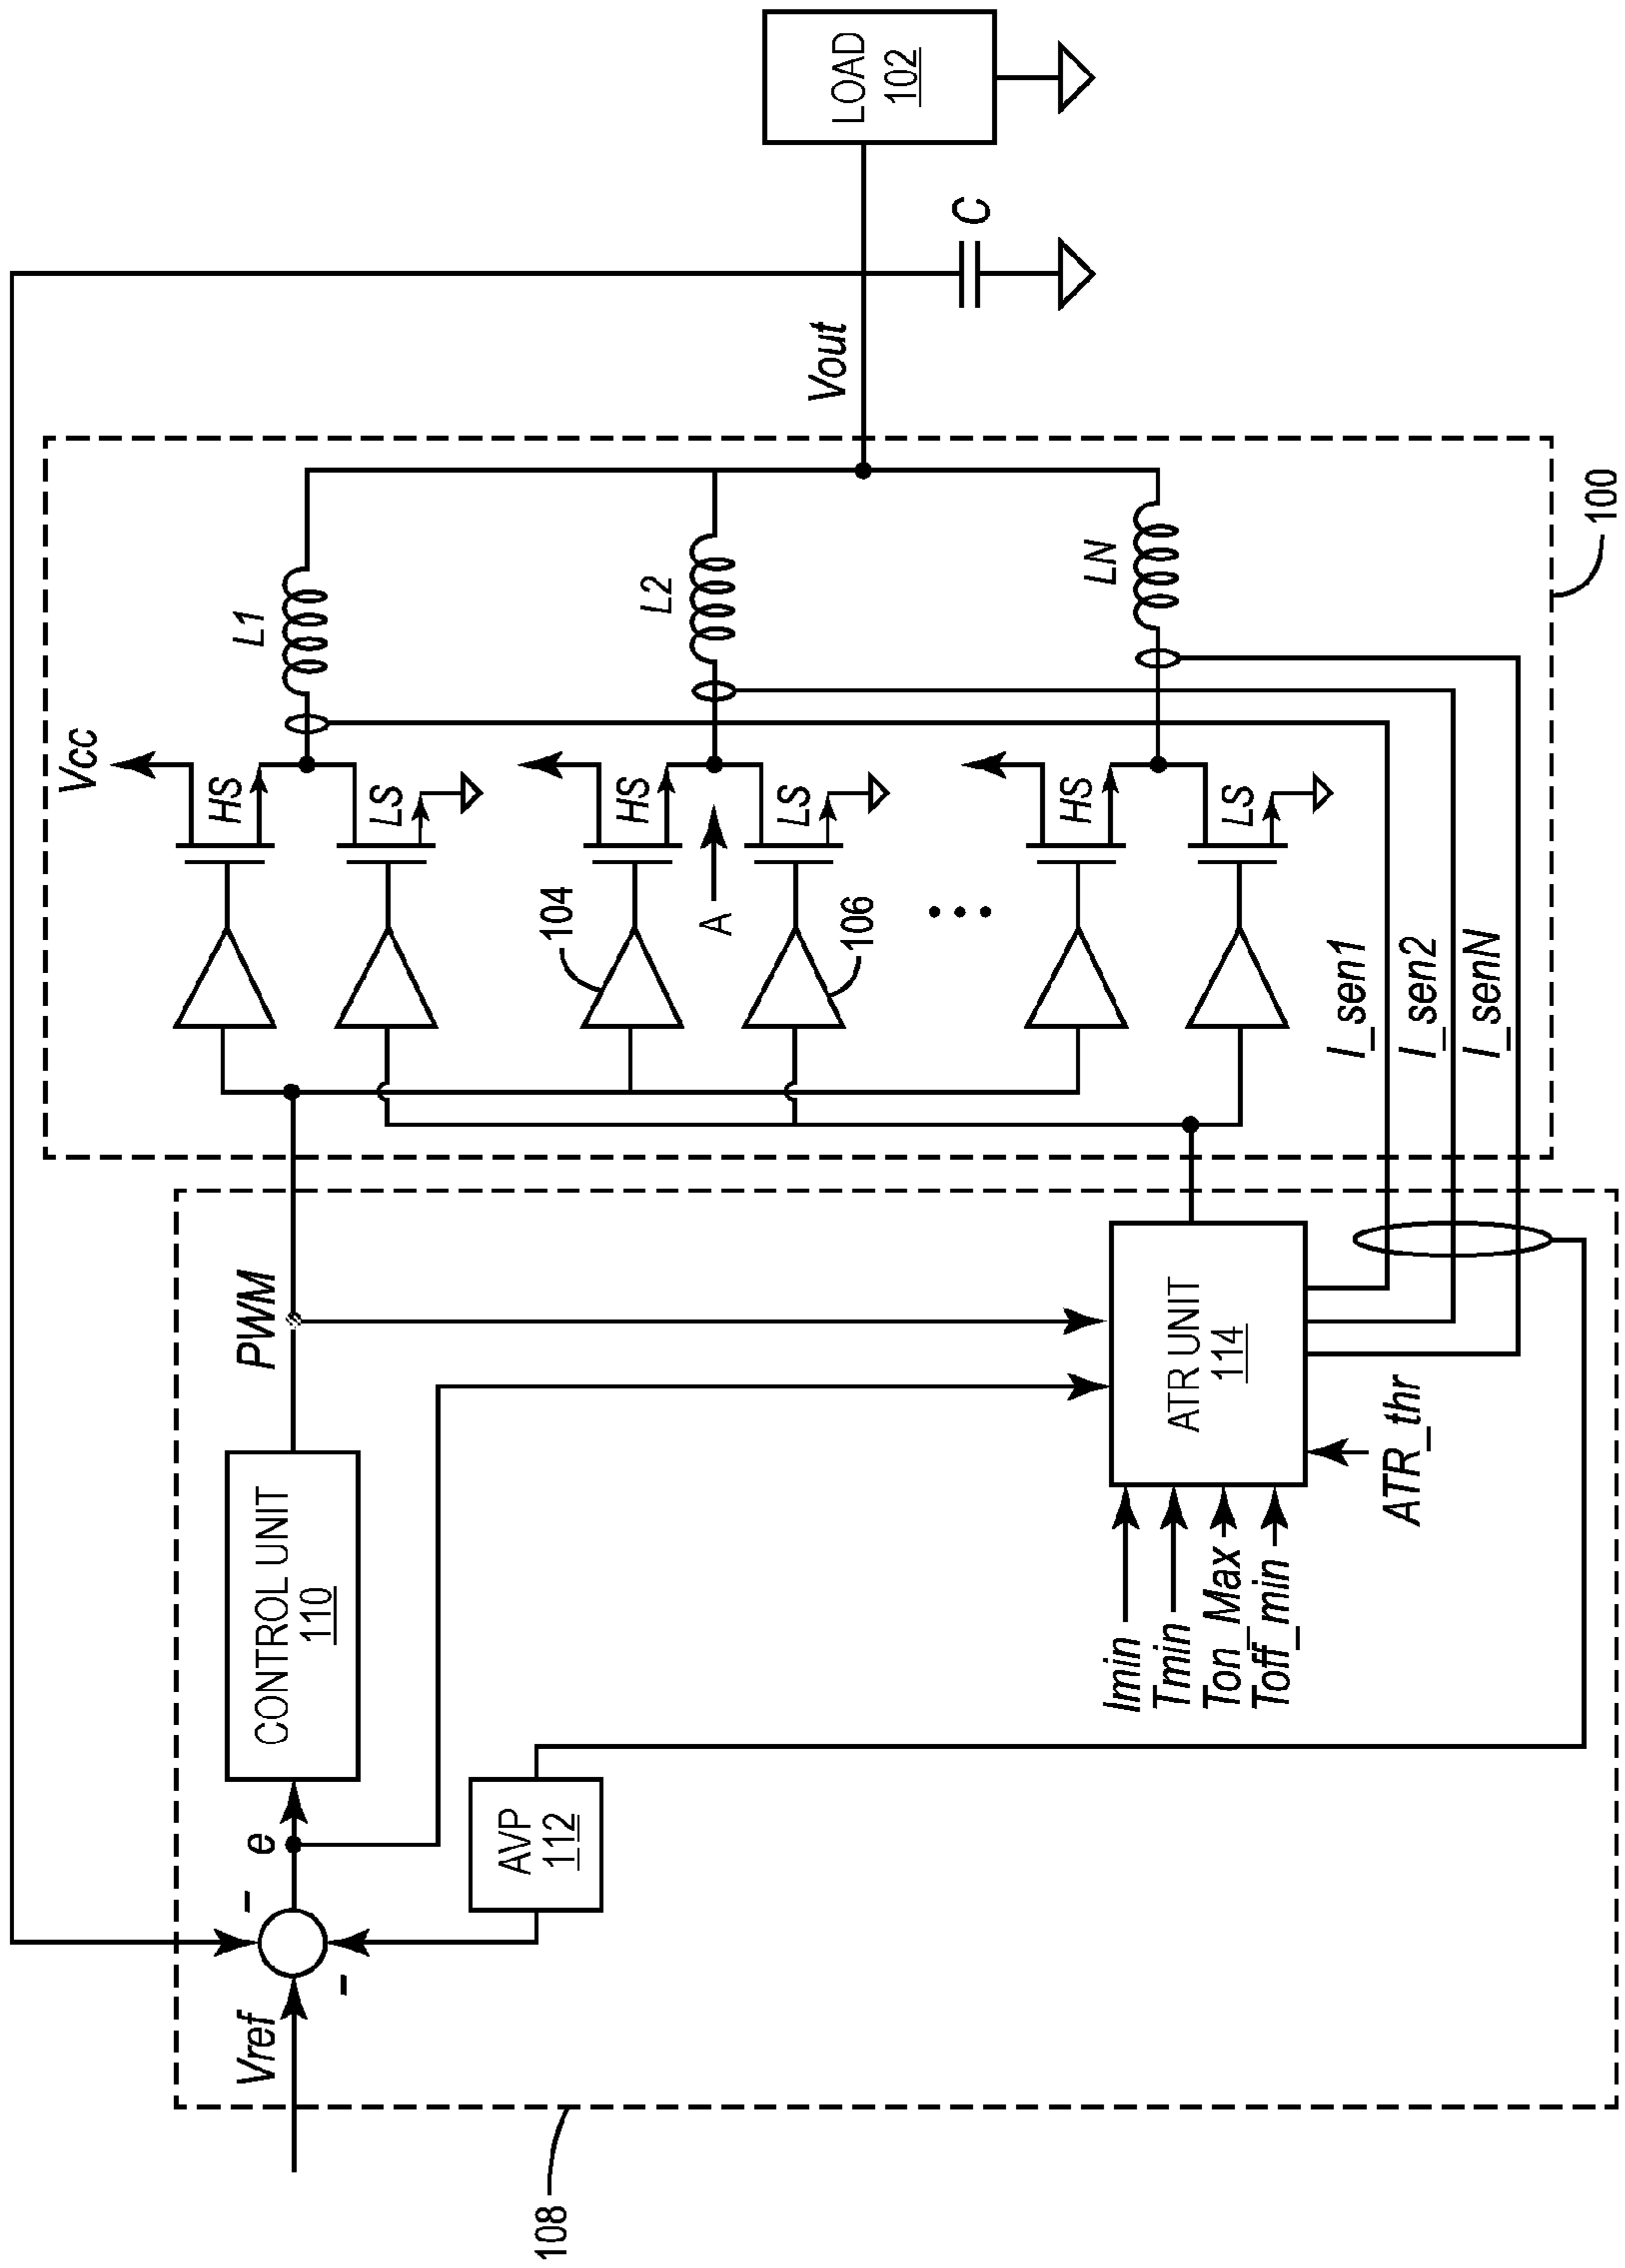 Vref
-
-
e
CONTROL UNIT
110
PWM
AVP
112
Imin
Tmin
Ton_Max
Toff_min
ATR_thr
ATR UNIT
114
108
Vcc
HS
LS
L1
104
HS
A
LS
106
L2
HS
LS
LN
I_sen1
I_sen2
I_senN
100
Vout
C
LOAD
102